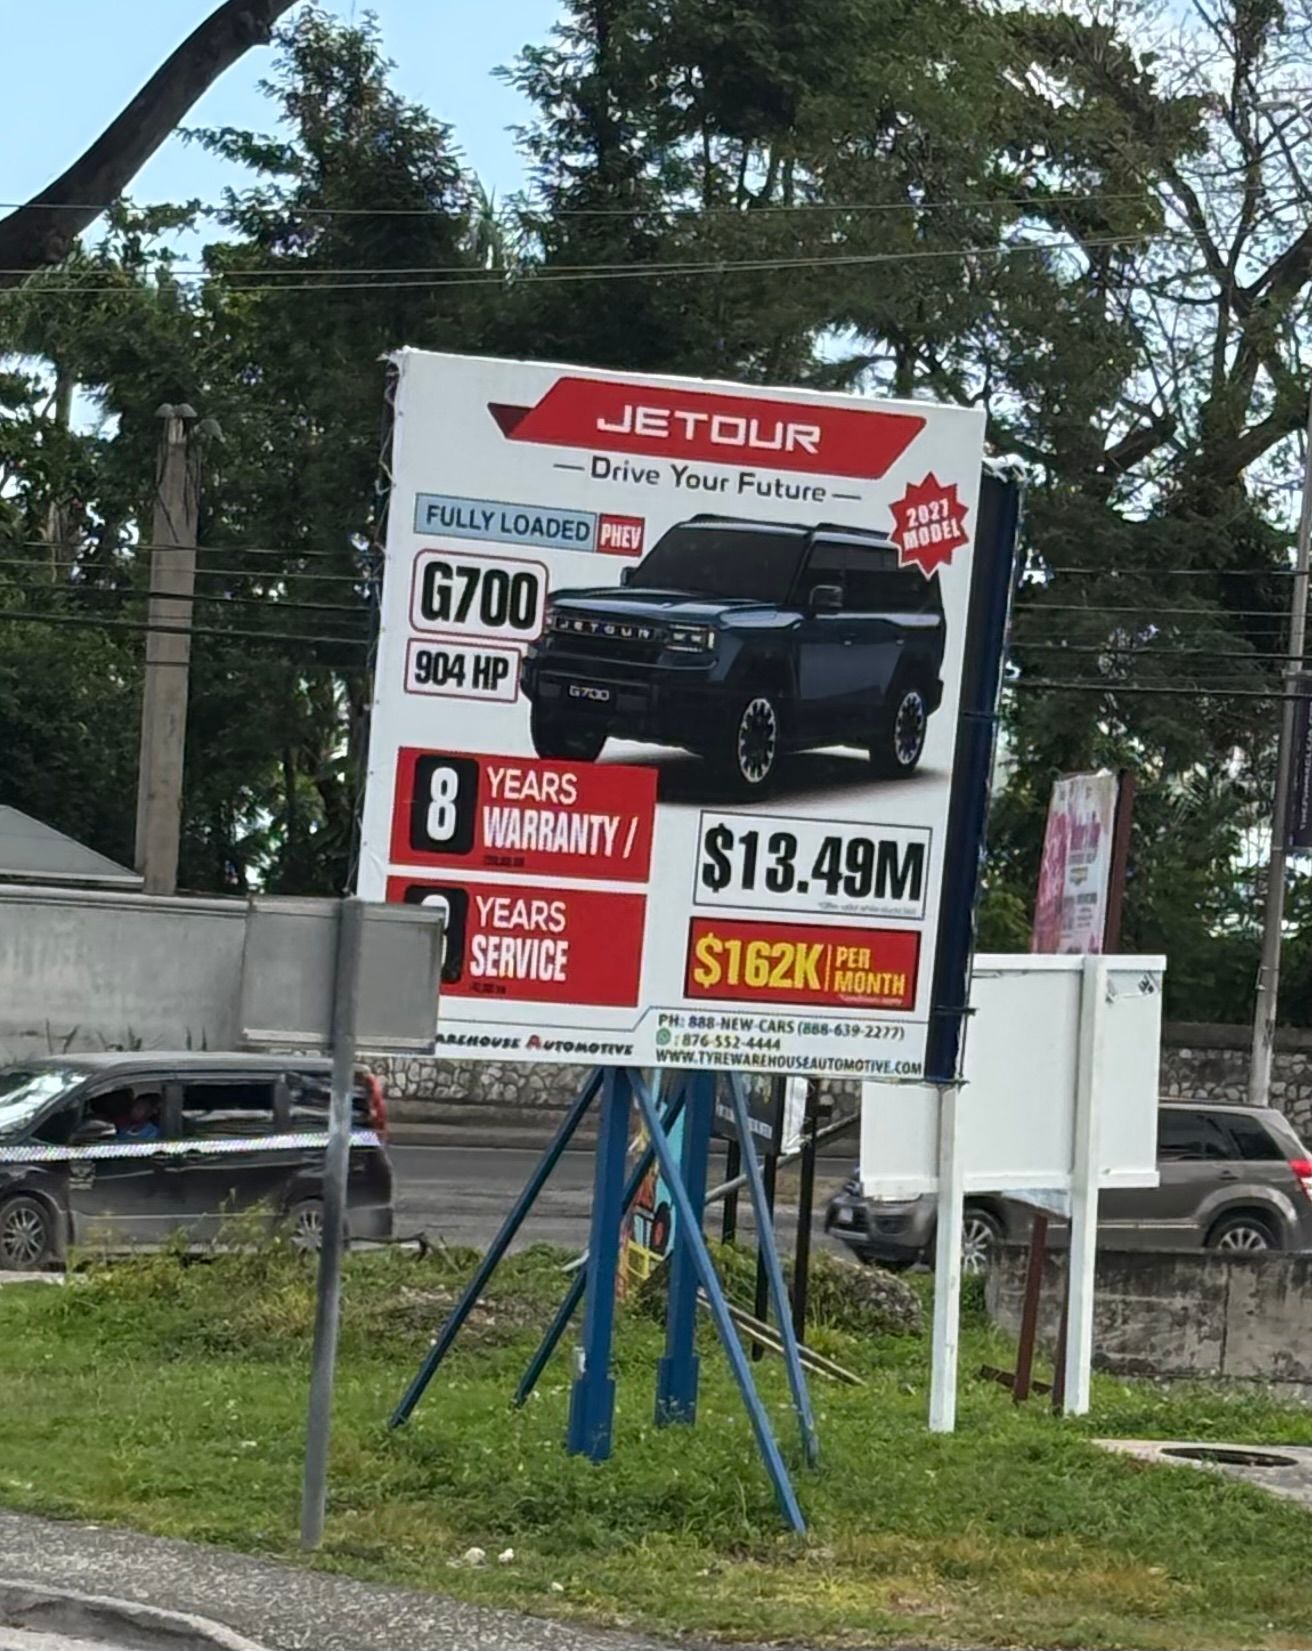 JETOUR
— Drive Your Future —
2027
MODEL
FULLY LOADED PHEV
G700
904 HP
JETOUR
G700
8 YEARS
WARRANTY /
YEARS
SERVICE
$13.49M
$162K PER
MONTH
AREHOUSE AUTOMOTIVE
PH: 888-NEW-CARS (888-639-2277)
: 876-552-4444
WWW.TYREWAREHOUSEAUTOMOTIVE.COM